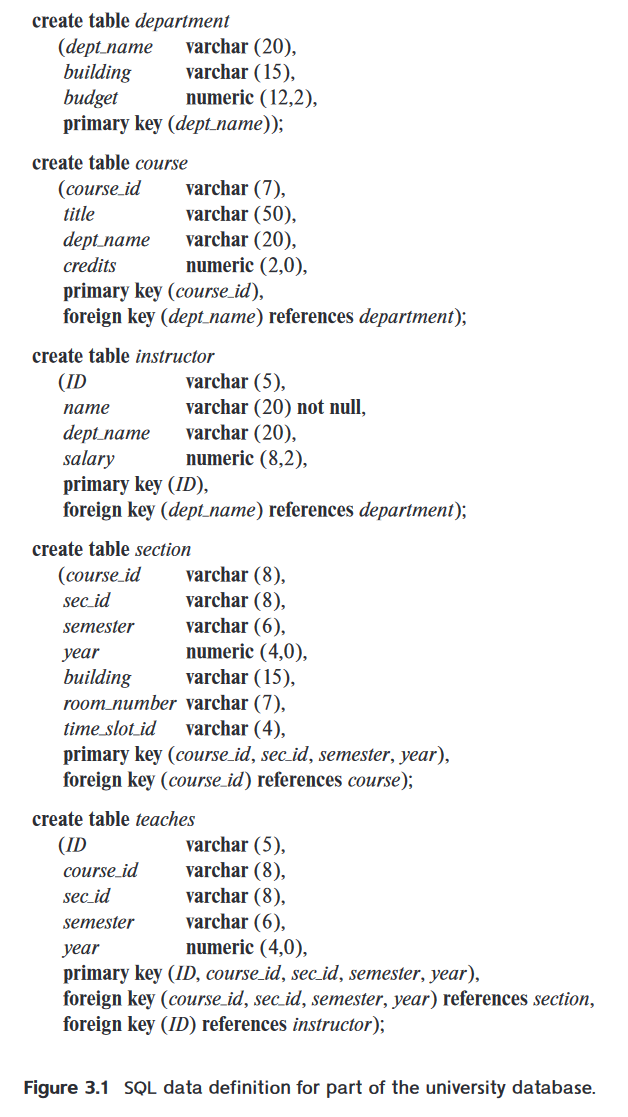 create table department
(dept_name varchar (20),
building varchar (15),
budget numeric (12,2),
primary key (dept_name));
create table course
(course_id varchar (7),
title varchar (50),
dept_name varchar (20),
credits numeric (2,0),
primary key (course_id),
foreign key (dept_name) references department);
create table instructor
(ID varchar (5),
name varchar (20) not null,
dept_name varchar (20),
salary numeric (8,2),
primary key (ID),
foreign key (dept_name) references department);
create table section
(course_id varchar (8),
sec_id varchar (8),
semester varchar (6),
year numeric (4,0),
building varchar (15),
room_number varchar (7),
time_slot_id varchar (4),
primary key (course_id, sec_id, semester, year),
foreign key (course_id) references course);
create table teaches
(ID varchar (5),
course_id varchar (8),
sec_id varchar (8),
semester varchar (6),
year numeric (4,0),
primary key (ID, course_id, sec_id, semester, year),
foreign key (course_id, sec_id, semester, year) references section,
foreign key (ID) references instructor);
Figure 3.1 SQL data definition for part of the university database.